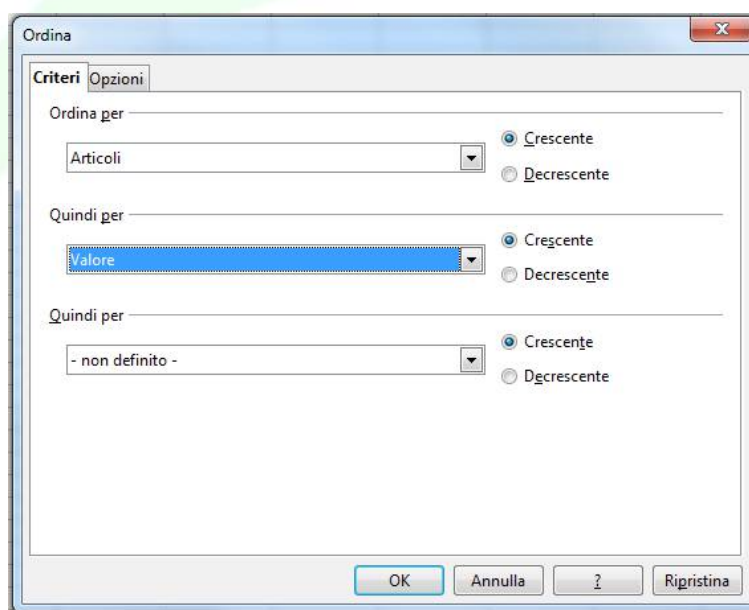 Ordina
Criteri Opzioni
Ordina per
Articoli
Crescente
Decrescente
Quindi per
Valore
Crescente
Decrescente
Quindi per
- non definito -
Crescente
Decrescente
OK Annulla ? Ripristina